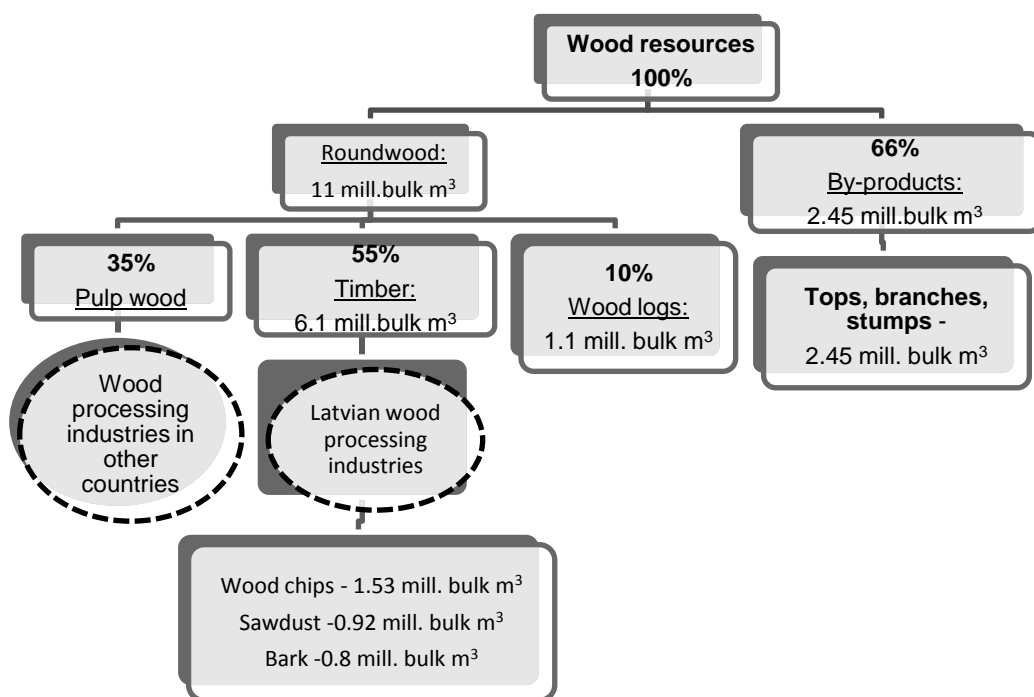 Wood resources
100%
Roundwood:
11 mill.bulk m³
66%
By-products:
2.45 mill.bulk m³
35%
Pulp wood
55%
Timber:
6.1 mill.bulk m³
10%
Wood logs:
1.1 mill. bulk m³
Tops, branches,
stumps -
2.45 mill. bulk m³
Wood
processing
industries in
other
countries
Latvian wood
processing
industries
Wood chips - 1.53 mill. bulk m³
Sawdust -0.92 mill. bulk m³
Bark -0.8 mill. bulk m³